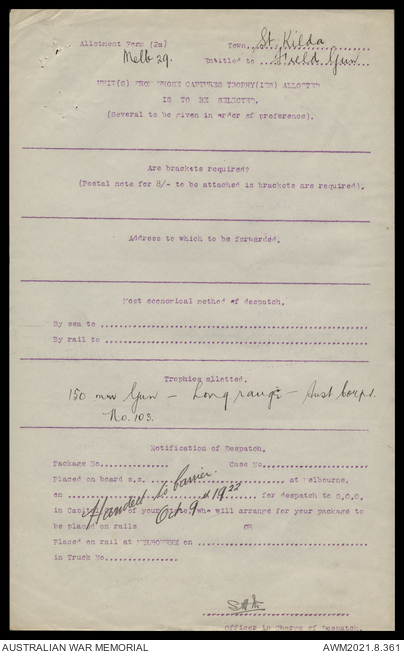 Allotment Form (2a) Town, St. Kilda
Melb 29. Entitled to Field Gun
UNIT(S) FROM WHOSE CAPTURES TROPHY(IES) ALLOTTED
IS TO BE SELECTED.
(Several to be given in order of preference).
Are brackets required?
(Postal note for 8/- to be attached is brackets are required).
Address to which to be forwarded.
Most economical method of despatch.
By sea to
By rail to
Trophies allotted.
150 mm Gun - Long range - Aust Corps.
No. 103.
Notification of Despatch.
Package No. Case No.
Placed on board s.s. at Melbourne.
on for despatch to S.O.O.
in Capital of your State, who will arrange for your package to
be placed on rails OR
Handed to Carrier.
Oct 9th 1922
Placed on rail at MELBOURNE on
in Truck No.
Officer in Charge of Despatch.
AUSTRALIAN WAR MEMORIAL AWM2021.8.361